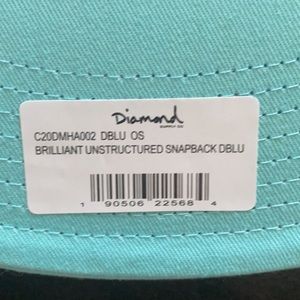 Diamond
SUPPLY CO
C20DMHA002 DBLU OS
BRILLIANT UNSTRUCTURED SNAPBACK DBLU
1 90506 22568 4